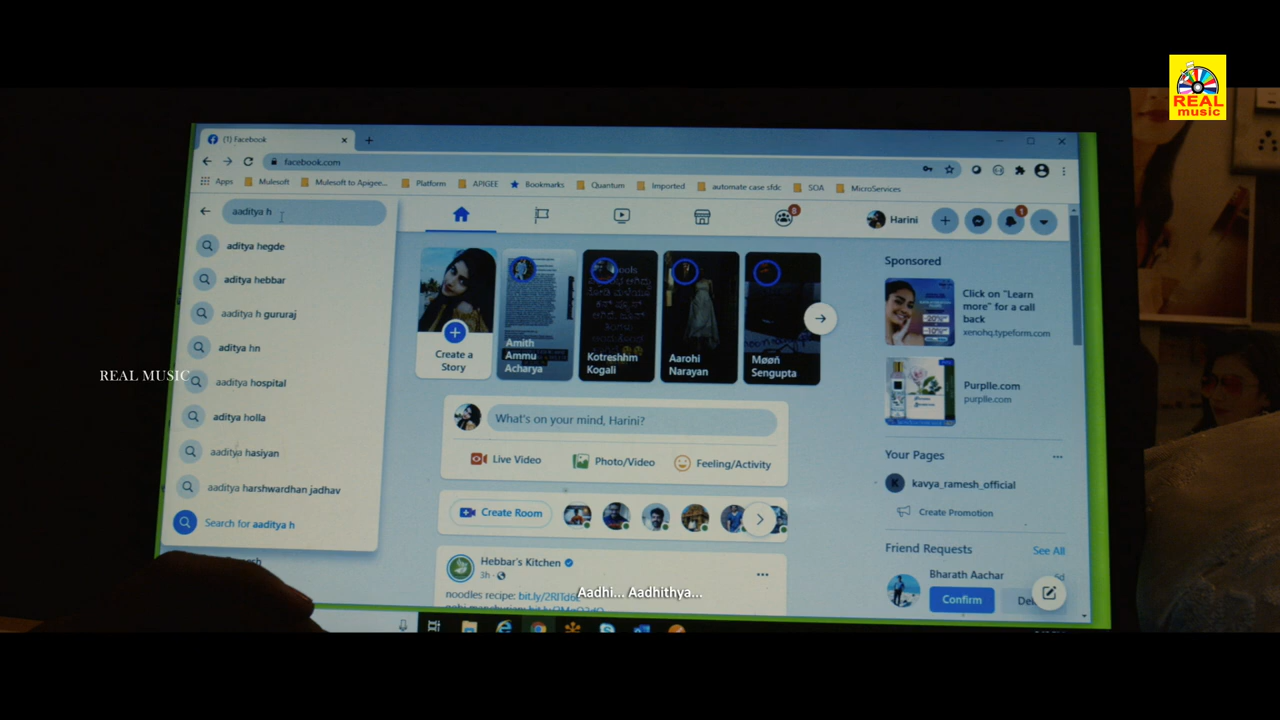 REAL
music
(1) Facebook
facebook.com
Apps
Mulesoft
Mulesoft to Apigee...
Platform
APIGEE
Bookmarks
Quantum
Imported
automate case sfdc
SOA
MicroServices
aaditya h
aditya hegde
aditya hebbar
aaditya h gururaj
aditya hn
aaditya hospital
aditya holla
aaditya hasiyan
aaditya harshwardhan jadhav
Search for aaditya h
8
Harini
1
Create a
Story
Amith
Ammu
Acharya
Kotreshhm
Kogali
Aarohi
Narayan
Møøñ
Sengupta
What's on your mind, Harini?
Live Video
Photo/Video
Feeling/Activity
Create Room
Hebbar's Kitchen
3h
noodles recipe: bit.ly/2RITd6E
Sponsored
Click on "Learn
more" for a call
back
xenohq.typeform.com
Purplle.com
purplle.com
Your Pages
K
kavya_ramesh_official
Create Promotion
Friend Requests
See All
Bharath Aachar
Confirm
REAL MUSIC
Aadhi... Aadhithya...